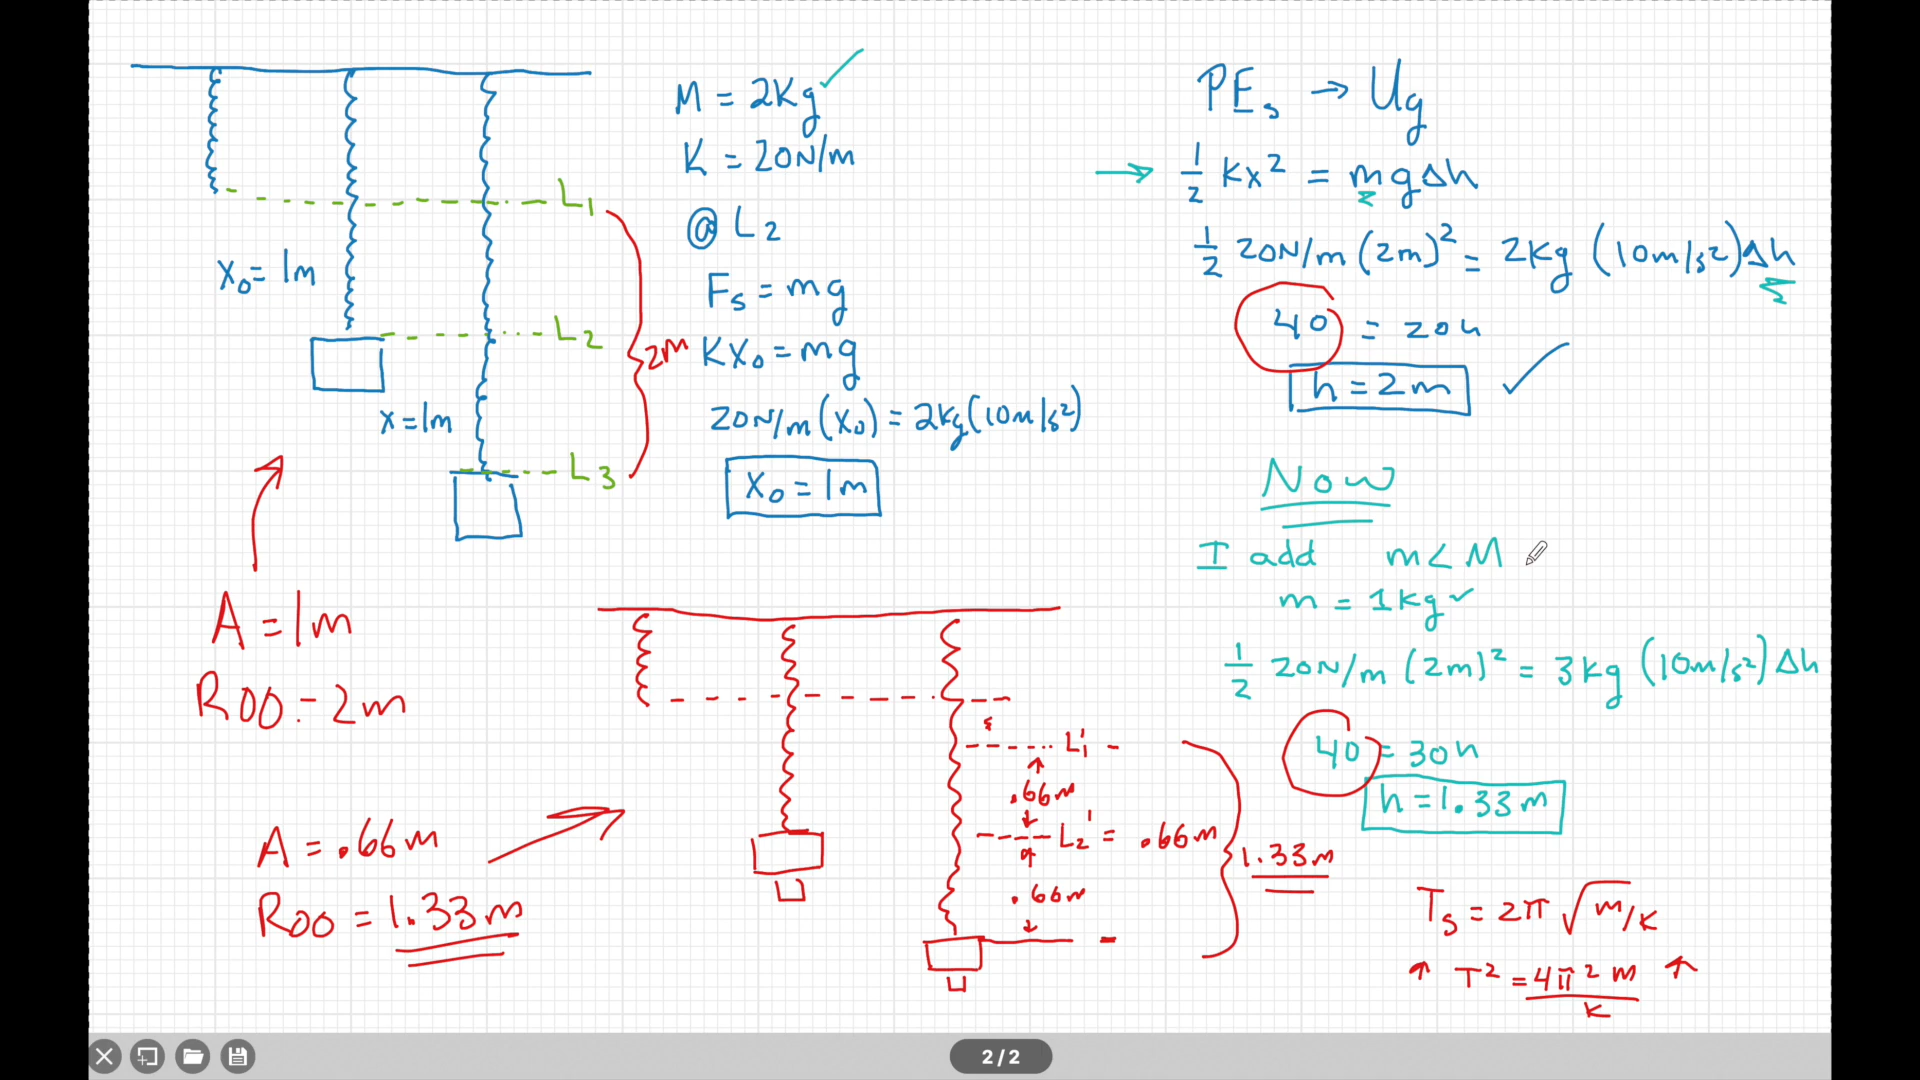 L1
x₀ = 1m
L2
x = 1m
L3
2m
A = 1m
R00 = 2m
M = 2Kg ✓
K = 20N/m
@ L2
Fs = mg
Kx₀ = mg
20N/m (x₀) = 2kg (10m/s²)
x₀ = 1m
PEs → Ug
→ 1/2 Kx² = mgΔh
1/2 20N/m (2m)² = 2kg (10m/s²)Δh
40 = 20h
h = 2m ✓
Now
I add m < M
m = 1kg ✓
1/2 20N/m (2m)² = 3kg (10m/s²) Δh
40 = 30h
h = 1.33m
A = .66m
R00 = 1.33m
L1'
.66m
L2' = .66m
.66m
1.33m
Ts = 2π √m/K
↑ T² = 4π²m/K ↑
2/2